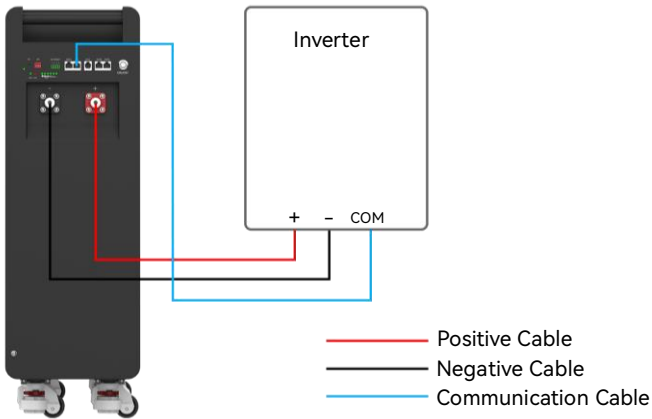 Inverter
+ – COM
– +
Positive Cable
Negative Cable
Communication Cable